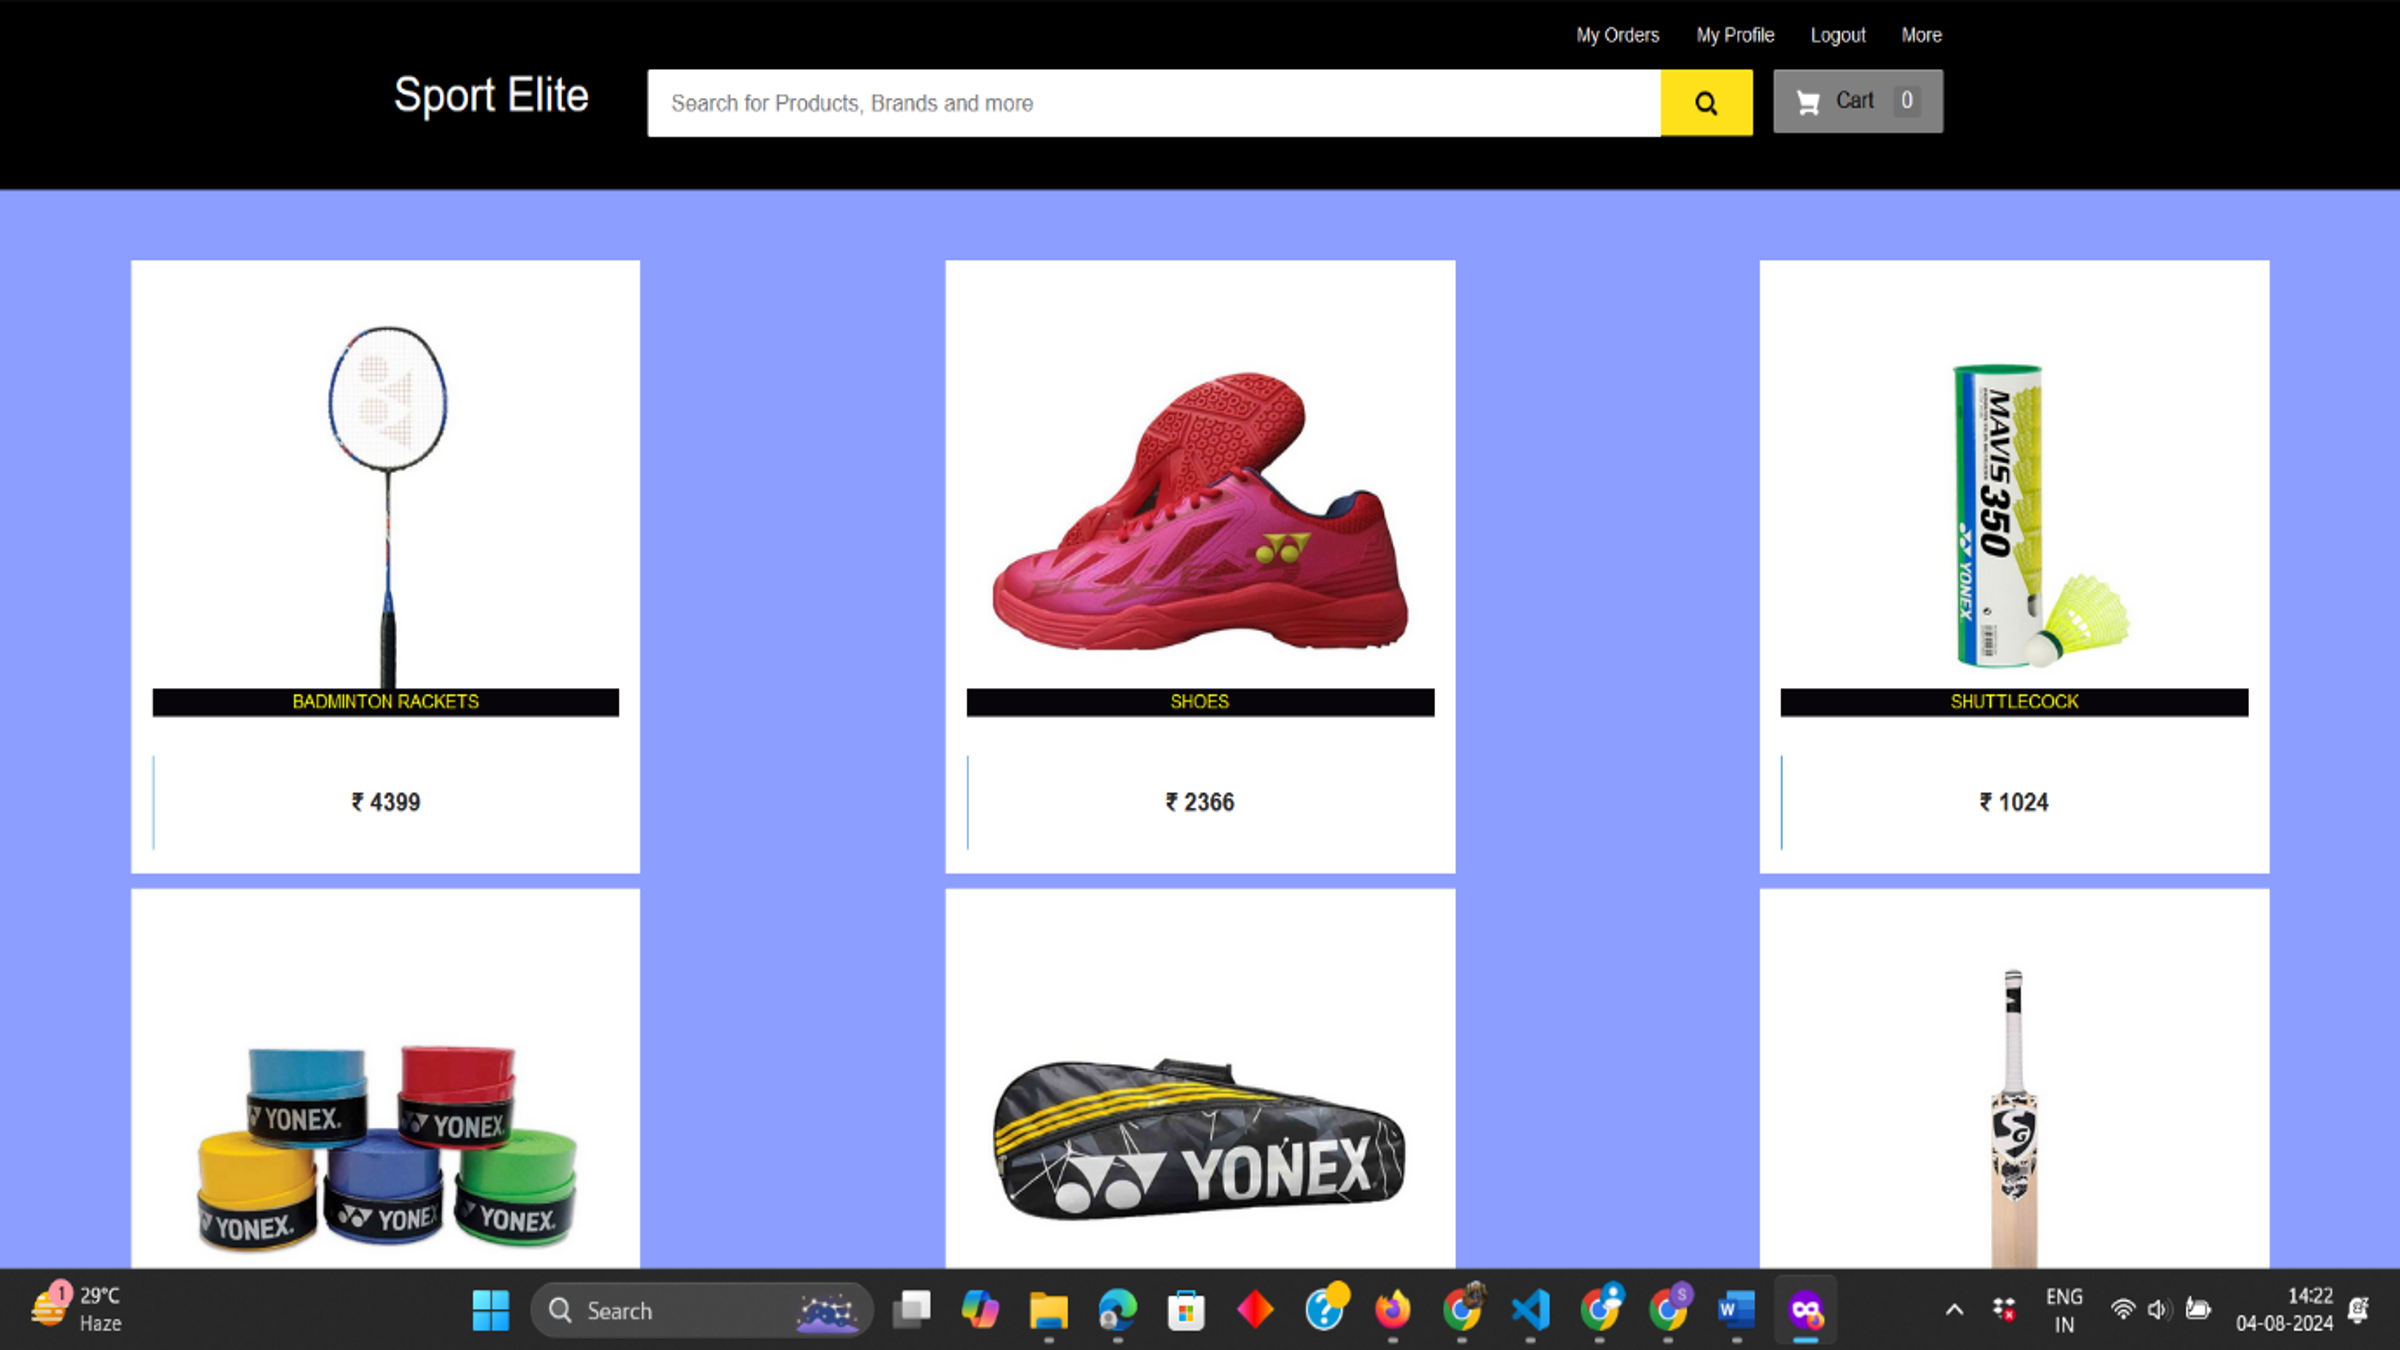 My Orders My Profile Logout More
Sport Elite
Search for Products, Brands and more
Cart 0
MAVIS 350
YONEX
BADMINTON RACKETS
SHOES
SHUTTLECOCK
₹ 4399
₹ 2366
₹ 1024
YONEX
YONEX
YONEX
YONEX
YONEX
YONEX
SG
1
29°C
Haze
Search
S
W
ENG
IN
14:22
04-08-2024